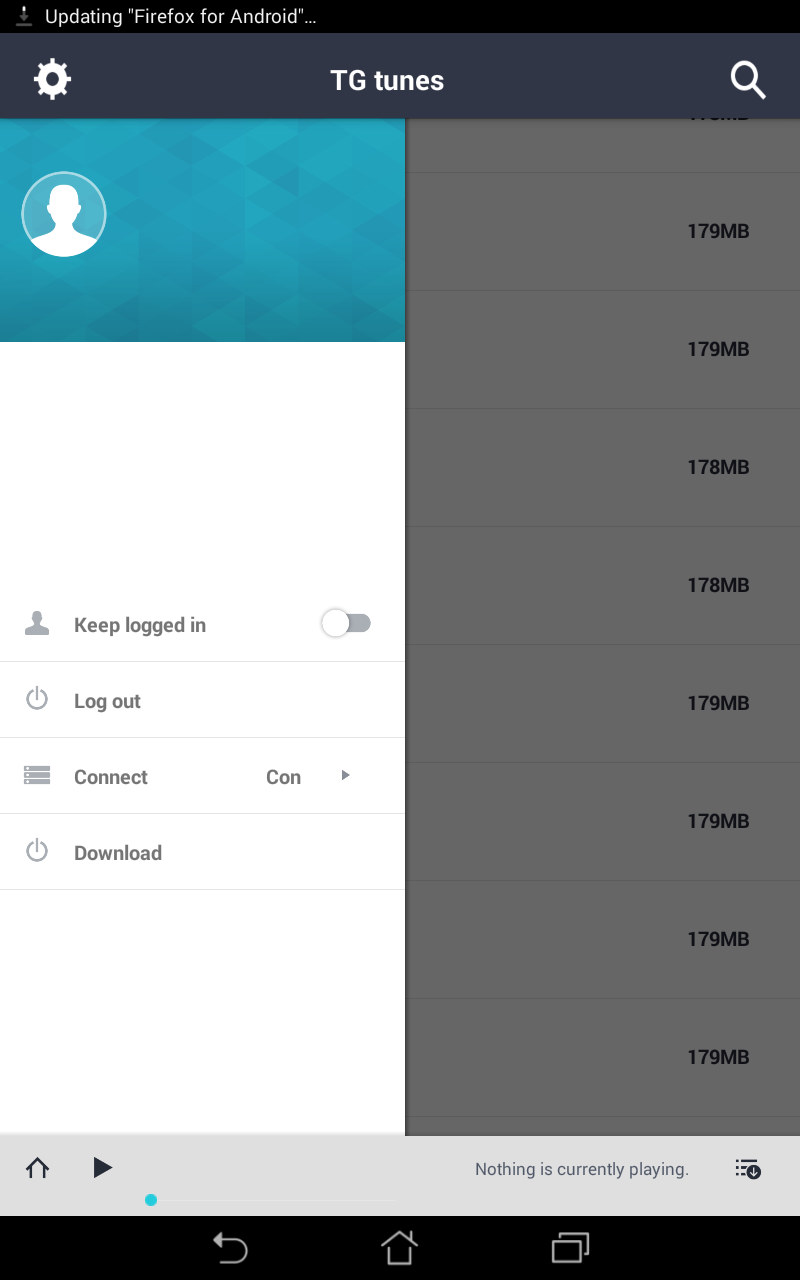 Updating "Firefox for Android"...
TG tunes
179MB
179MB
178MB
178MB
Keep logged in
179MB
Log out
Connect
Con
179MB
Download
179MB
179MB
Nothing is currently playing.